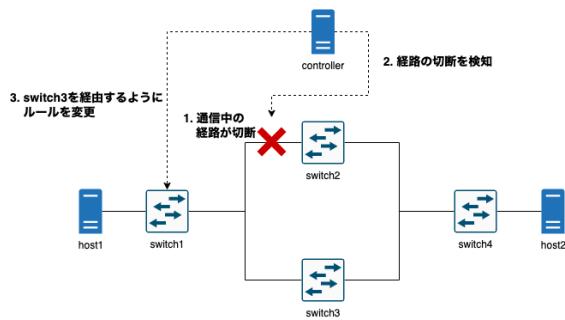 controller
2. 経路の切断を検知
3. switch3を経由するように
ルールを変更
1. 通信中の
経路が切断
switch2
host1
switch1
switch4
host2
switch3